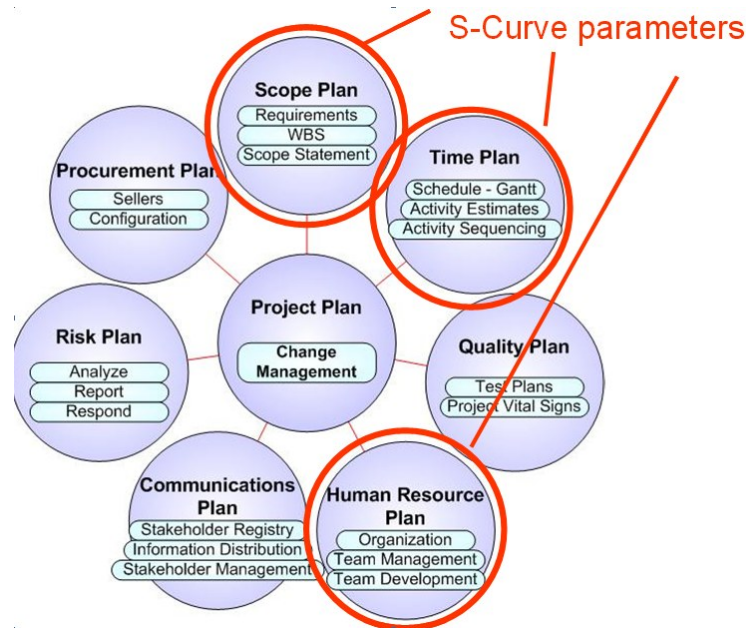 S-Curve parameters
Scope Plan
Requirements
WBS
Scope Statement
Time Plan
Schedule - Gantt
Activity Estimates
Activity Sequencing
Procurement Plan
Sellers
Configuration
Project Plan
Change
Management
Risk Plan
Analyze
Report
Respond
Quality Plan
Test Plans
Project Vital Signs
Communications
Plan
Stakeholder Registry
Information Distribution
Stakeholder Management
Human Resource
Plan
Organization
Team Management
Team Development